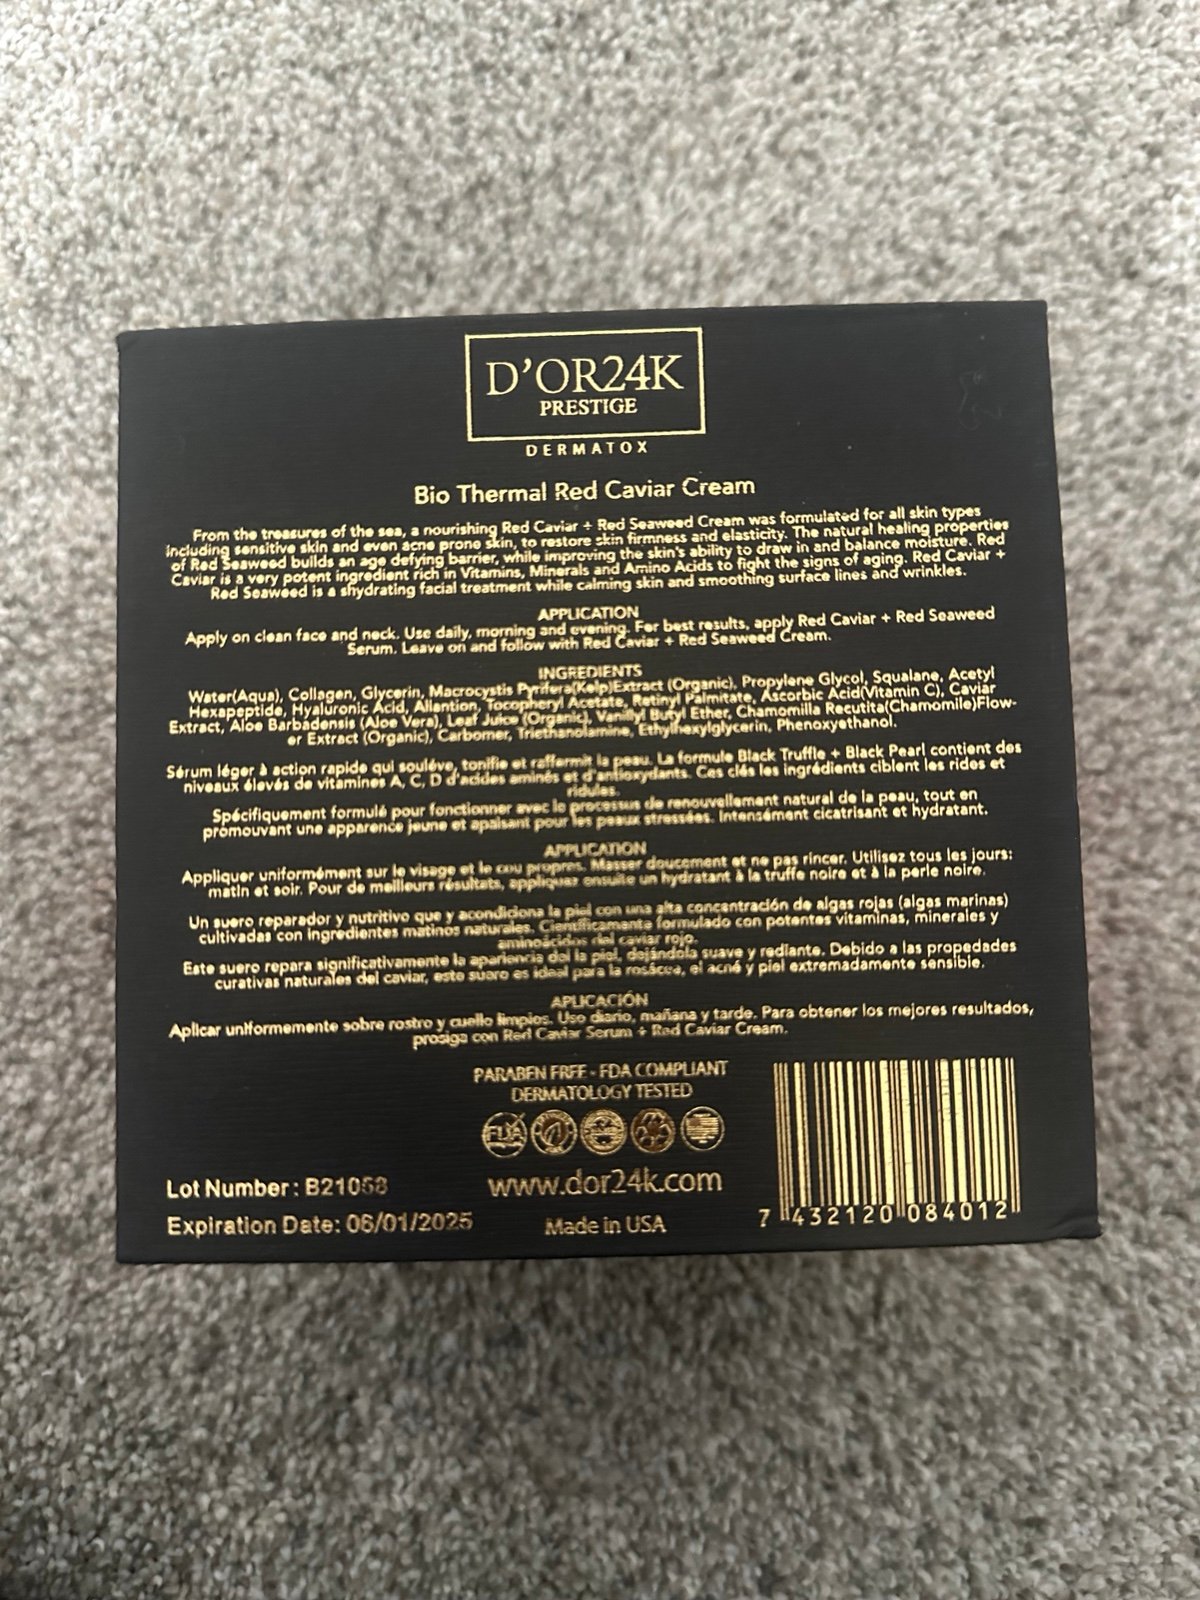 D'OR24K
PRESTIGE
DERMATOX
Bio Thermal Red Caviar Cream
From the treasures of the sea, a nourishing Red Caviar + Red Seaweed Cream was formulated for all skin types
including sensitive skin and even acne prone skin, to restore skin firmness and elasticity. The natural healing properties
of Red Seaweed builds an age defying barrier, while improving the skin's ability to draw in and balance moisture. Red
Caviar is a very potent ingredient rich in Vitamins, Minerals and Amino Acids to fight the signs of aging. Red Caviar +
Red Seaweed is a shydrating facial treatment while calming skin and smoothing surface lines and wrinkles.
APPLICATION
Apply on clean face and neck. Use daily, morning and evening. For best results, apply Red Caviar + Red Seaweed
Serum. Leave on and follow with Red Caviar + Red Seaweed Cream.
INGREDIENTS
Water(Aqua), Collagen, Glycerin, Macrocystis Pyrifera(Kelp)Extract (Organic), Propylene Glycol, Squalane, Acetyl
Hexapeptide, Hyaluronic Acid, Allantion, Tocopheryl Acetate, Retinyl Palmitate, Ascorbic Acid(Vitamin C), Caviar
Extract, Aloe Barbadensis (Aloe Vera), Leaf Juice (Organic), Vanillyl Butyl Ether, Chamomilla Recutita(Chamomile)Flow-
er Extract (Organic), Carbomer, Triethanolamine, Ethylhexylglycerin, Phenoxyethanol.
Sérum léger à action rapide qui souléve, tonifie et raffermit la peau. La formule Black Truffle + Black Pearl contient des
niveaux élevés de vitamines A, C, D d'acides aminés et d'antioxydants. Ces clés les ingrédients ciblent les rides et
ridules.
Spécifiquement formulé pour fonctionner avec le processus de renouvellement natural de la peau, tout en
promouvant une apparence jeune et apaisant pour les peaux stressées. Intensément cicatrisant et hydratant.
APPLICATION
Appliquer uniformément sur le visage et le cou propres. Masser doucement et ne pas rincer. Utilisez tous les jours:
matin et soir. Pour de meilleurs résultats, appliquez ensuite un hydratant à la truffe noire et à la perle noire.
Un suero reparador y nutritivo que y acondiciona la piel con una alta concentración de algas rojas (algas marinas)
cultivadas con ingredientes matinos naturales. Científicamente formulado con potentes vitaminas, minerales y
aminoácidos del caviar rojo.
Este suero repara significativamente la apariencia dei la piel, dejándola suave y rediante. Debido a las propedades
curativas naturales del caviar, este suero es ideal para la rosácea, el acné y piel extremadamente sensible.
APLICACIÓN
Aplicar uniformemente sobre rostro y cuello limpios. Uso diario, mañana y tarde. Para obtener los mejores resultados,
prosiga con Red Caviar Serum + Red Caviar Cream.
PARABEN FREE - FDA COMPLIANT
DERMATOLOGY TESTED
FDA
Lot Number: B21058
www.dor24k.com
Expiration Date: 06/01/2025
Made in USA
7 432120 084012